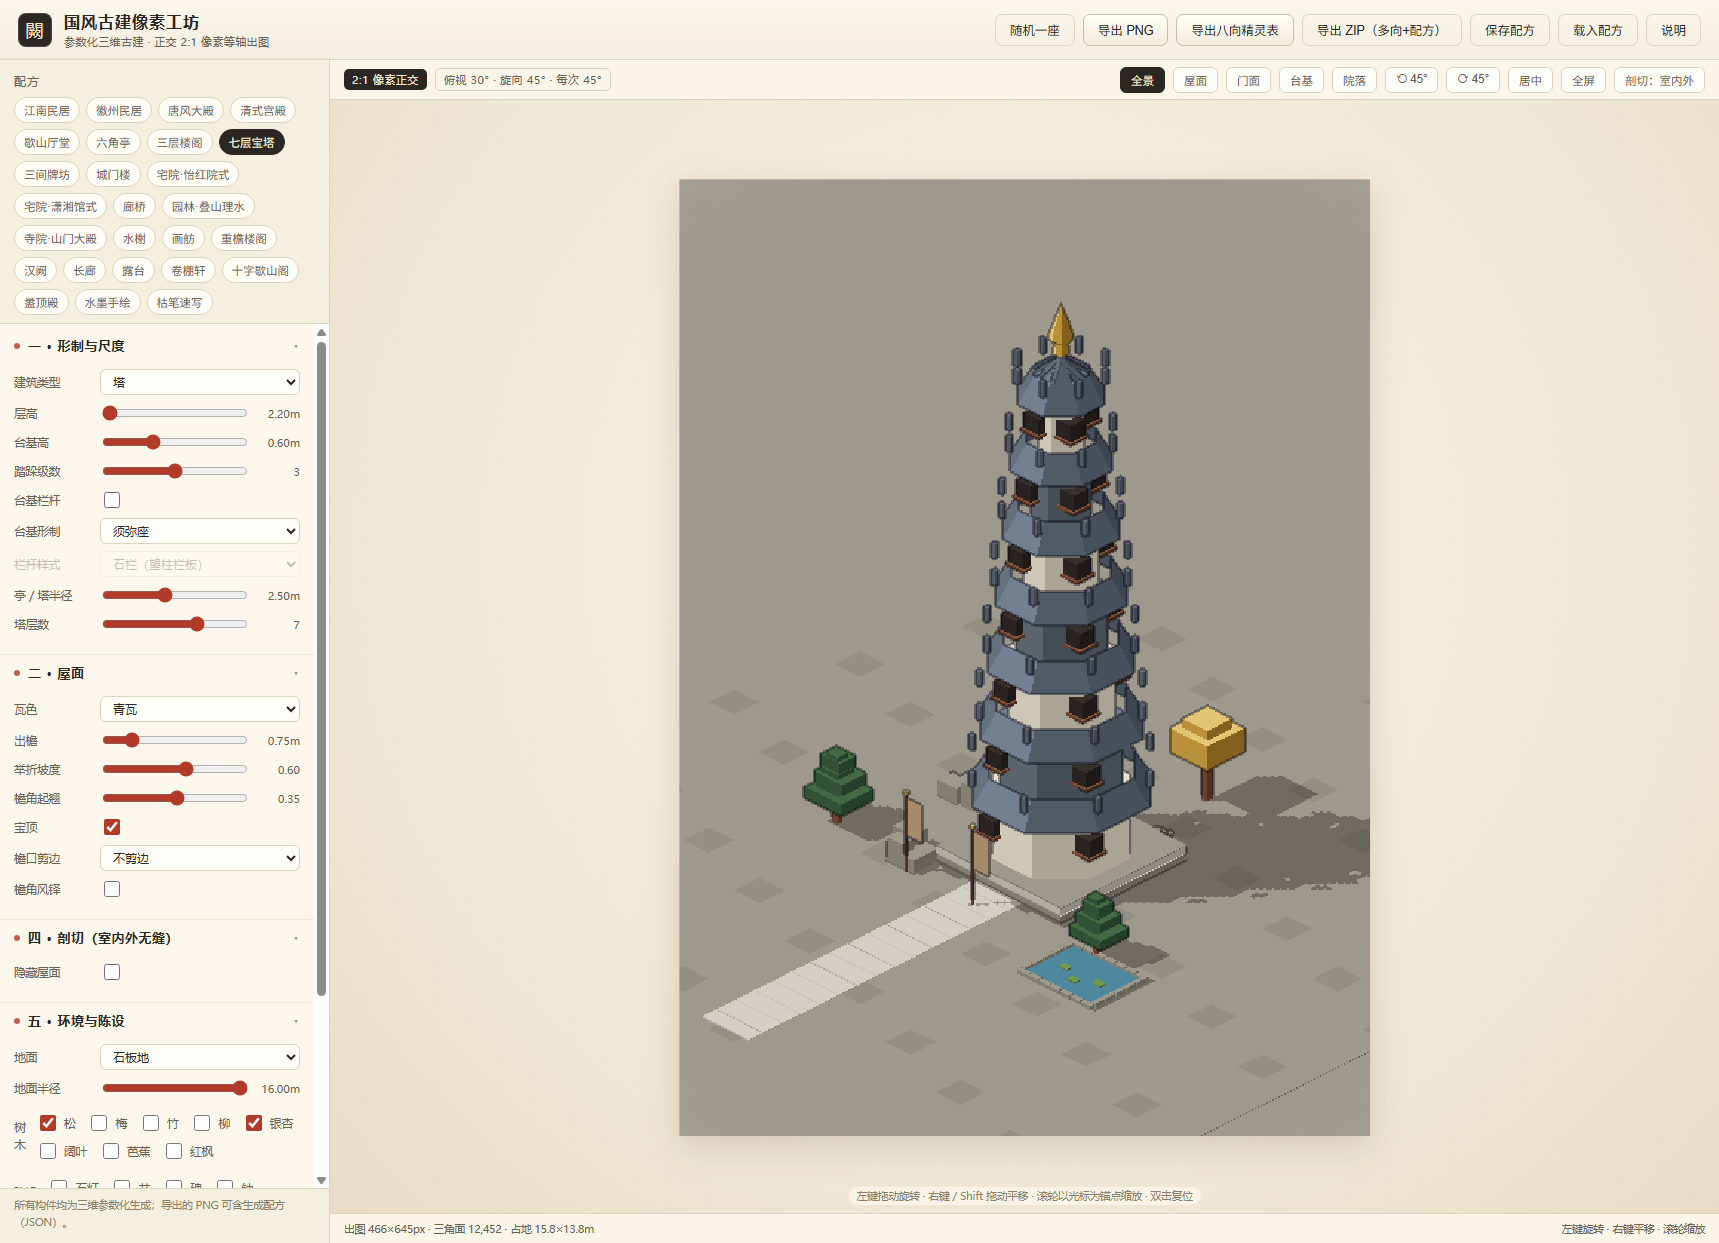 闕
国风古建像素工坊
参数化三维古建 · 正交 2:1 像素等轴出图
随机一座 导出 PNG 导出八向精灵表 导出 ZIP（多向+配方） 保存配方 载入配方 说明
配方
江南民居 徽州民居 唐风大殿 清式宫殿
歇山厅堂 六角亭 三层楼阁 七层宝塔
三间牌坊 城门楼 宅院·怡红院式
宅院·潇湘馆式 廊桥 园林·叠山理水
寺院·山门大殿 水榭 画舫 重檐楼阁
汉阙 长廊 露台 卷棚轩 十字歇山阁
盝顶殿 水墨手绘 枯笔速写
2:1 像素正交 俯视 30° · 旋向 45° · 每次 45°
全景 屋面 门面 台基 院落 ⟲ 45° ⟳ 45° 居中 全屏 剖切：室内外
一 • 形制与尺度
建筑类型 塔
层高 2.20m
台基高 0.60m
踏跺级数 3
台基栏杆
台基形制 须弥座
栏杆样式 石栏（望柱栏板）
亭 / 塔半径 2.50m
塔层数 7
二 • 屋面
瓦色 青瓦
出檐 0.75m
举折坡度 0.60
檐角起翘 0.35
宝顶
檐口剪边 不剪边
檐角风铎
四 • 剖切（室内外无缝）
隐藏屋面
五 • 环境与陈设
地面 石板地
地面半径 16.00m
树木 松 梅 竹 柳 银杏
阔叶 芭蕉 红枫
所有构件均为三维参数化生成；导出的 PNG 可含生成配方
（JSON）。
左键拖动旋转 · 右键 / Shift 拖动平移 · 滚轮以光标为锚点缩放 · 双击复位
出图 466×645px · 三角面 12,452 · 占地 15.8×13.8m
左键旋转 · 右键平移 · 滚轮缩放